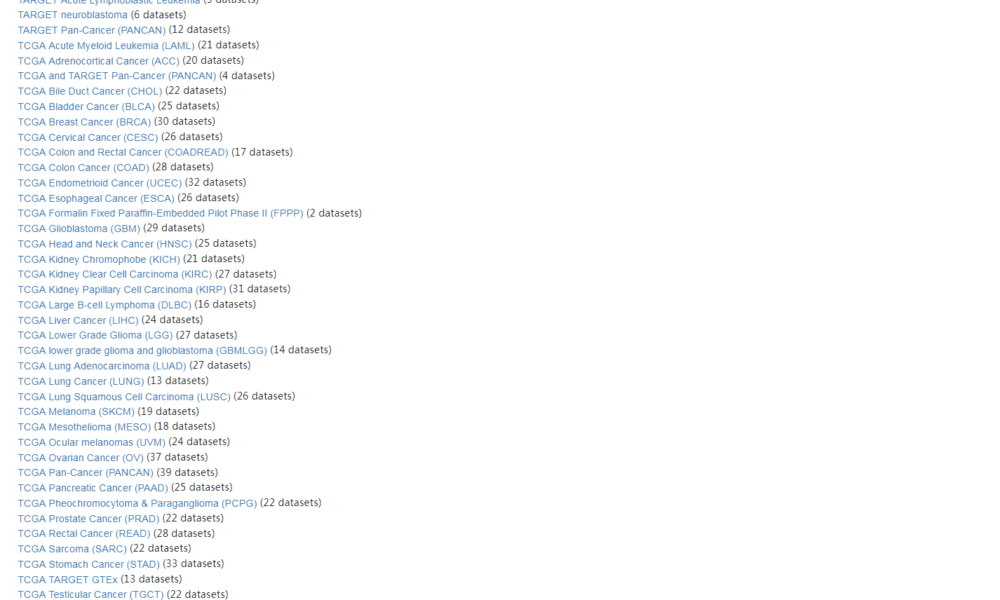 TARGET Acute Lymphoblastic Leukemia (3 datasets)
TARGET neuroblastoma (6 datasets)
TARGET Pan-Cancer (PANCAN) (12 datasets)
TCGA Acute Myeloid Leukemia (LAML) (21 datasets)
TCGA Adrenocortical Cancer (ACC) (20 datasets)
TCGA and TARGET Pan-Cancer (PANCAN) (4 datasets)
TCGA Bile Duct Cancer (CHOL) (22 datasets)
TCGA Bladder Cancer (BLCA) (25 datasets)
TCGA Breast Cancer (BRCA) (30 datasets)
TCGA Cervical Cancer (CESC) (26 datasets)
TCGA Colon and Rectal Cancer (COADREAD) (17 datasets)
TCGA Colon Cancer (COAD) (28 datasets)
TCGA Endometrioid Cancer (UCEC) (32 datasets)
TCGA Esophageal Cancer (ESCA) (26 datasets)
TCGA Formalin Fixed Paraffin-Embedded Pilot Phase II (FPPP) (2 datasets)
TCGA Glioblastoma (GBM) (29 datasets)
TCGA Head and Neck Cancer (HNSC) (25 datasets)
TCGA Kidney Chromophobe (KICH) (21 datasets)
TCGA Kidney Clear Cell Carcinoma (KIRC) (27 datasets)
TCGA Kidney Papillary Cell Carcinoma (KIRP) (31 datasets)
TCGA Large B-cell Lymphoma (DLBC) (16 datasets)
TCGA Liver Cancer (LIHC) (24 datasets)
TCGA Lower Grade Glioma (LGG) (27 datasets)
TCGA lower grade glioma and glioblastoma (GBMLGG) (14 datasets)
TCGA Lung Adenocarcinoma (LUAD) (27 datasets)
TCGA Lung Cancer (LUNG) (13 datasets)
TCGA Lung Squamous Cell Carcinoma (LUSC) (26 datasets)
TCGA Melanoma (SKCM) (19 datasets)
TCGA Mesothelioma (MESO) (18 datasets)
TCGA Ocular melanomas (UVM) (24 datasets)
TCGA Ovarian Cancer (OV) (37 datasets)
TCGA Pan-Cancer (PANCAN) (39 datasets)
TCGA Pancreatic Cancer (PAAD) (25 datasets)
TCGA Pheochromocytoma & Paraganglioma (PCPG) (22 datasets)
TCGA Prostate Cancer (PRAD) (22 datasets)
TCGA Rectal Cancer (READ) (28 datasets)
TCGA Sarcoma (SARC) (22 datasets)
TCGA Stomach Cancer (STAD) (33 datasets)
TCGA TARGET GTEx (13 datasets)
TCGA Testicular Cancer (TGCT) (22 datasets)